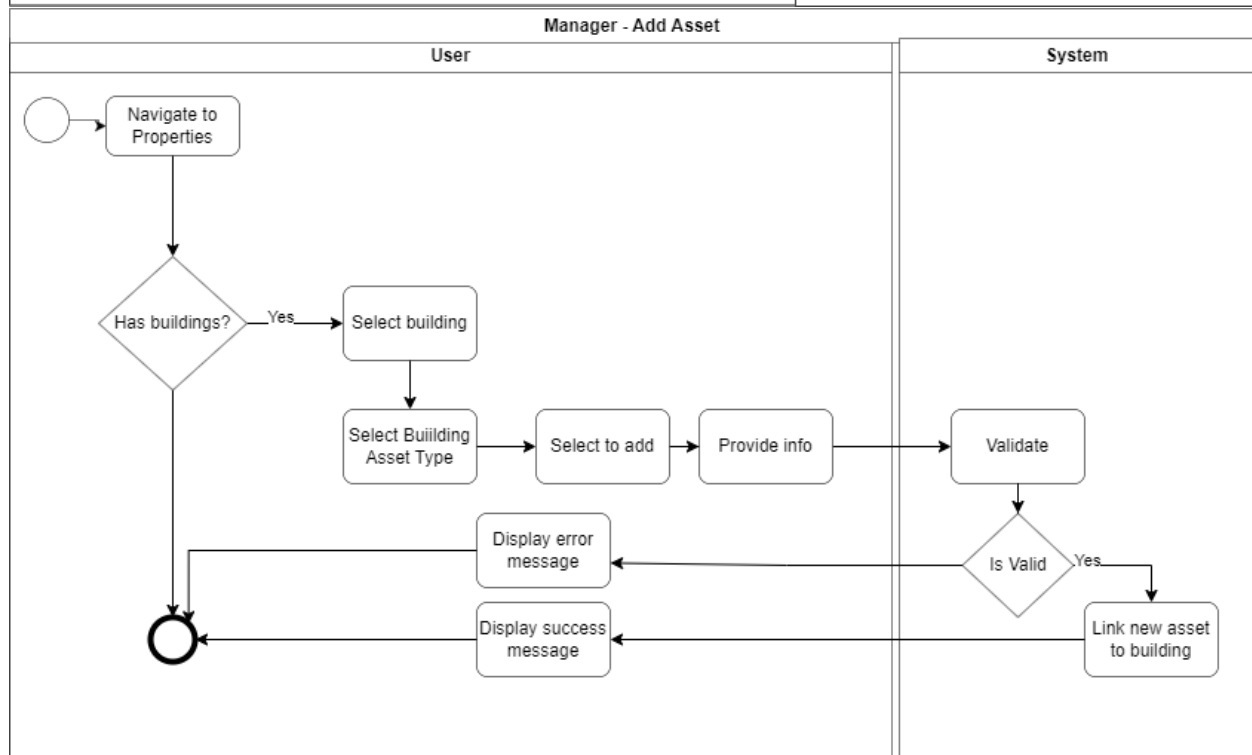 Manager - Add Asset
User
System
Navigate to
Properties
Has buildings?
Yes
Select building
Select Buiilding
Asset Type
Select to add
Provide info
Validate
Display error
message
Is Valid
Yes
Display success
message
Link new asset
to building